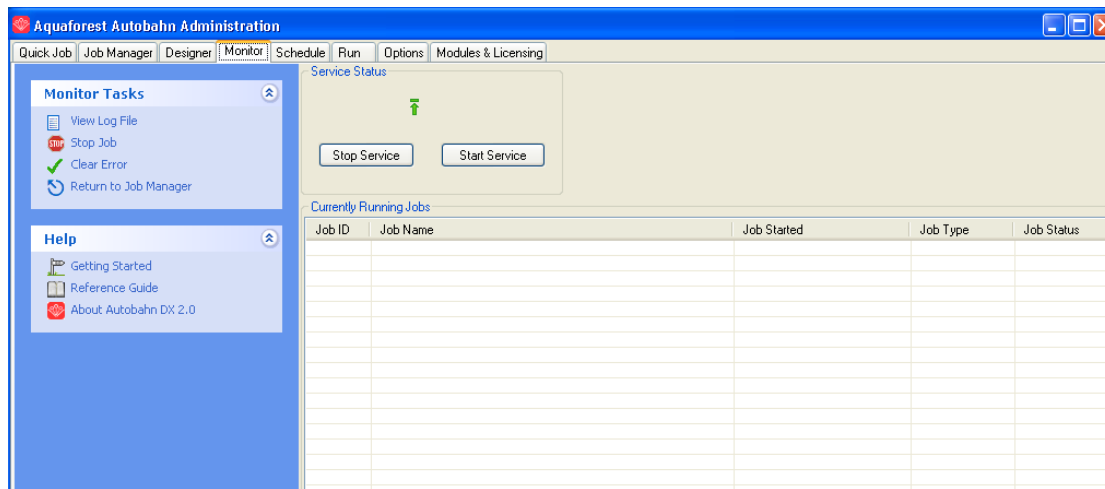 Aquaforest Autobahn Administration
Quick Job Job Manager Designer Monitor Schedule Run Options Modules & Licensing
Monitor Tasks
View Log File
STOP Stop Job
Clear Error
Return to Job Manager
Help
Getting Started
Reference Guide
About Autobahn DX 2.0
Service Status
Stop Service Start Service
Currently Running Jobs
Job ID Job Name Job Started Job Type Job Status